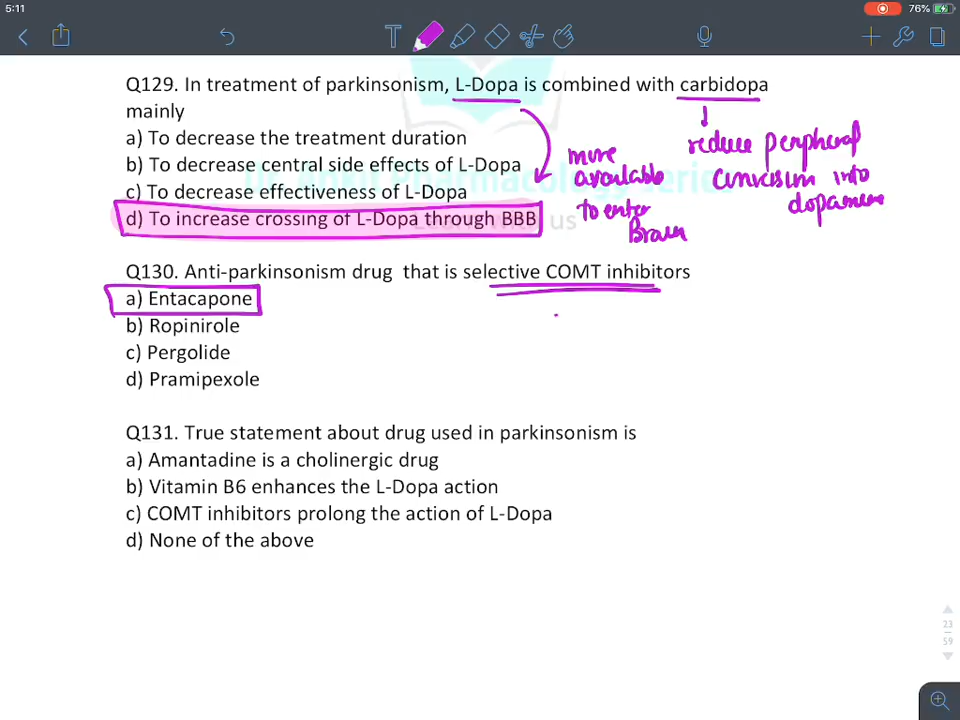 5:11
76%
T
Q129. In treatment of parkinsonism, L-Dopa is combined with carbidopa
mainly
a) To decrease the treatment duration
b) To decrease central side effects of L-Dopa
c) To decrease effectiveness of L-Dopa
d) To increase crossing of L-Dopa through BBB
more
available
to enter
Brain
reduce peripheral
conversion into
dopamine
Q130. Anti-parkinsonism drug that is selective COMT inhibitors
a) Entacapone
b) Ropinirole
c) Pergolide
d) Pramipexole
Q131. True statement about drug used in parkinsonism is
a) Amantadine is a cholinergic drug
b) Vitamin B6 enhances the L-Dopa action
c) COMT inhibitors prolong the action of L-Dopa
d) None of the above
23
59